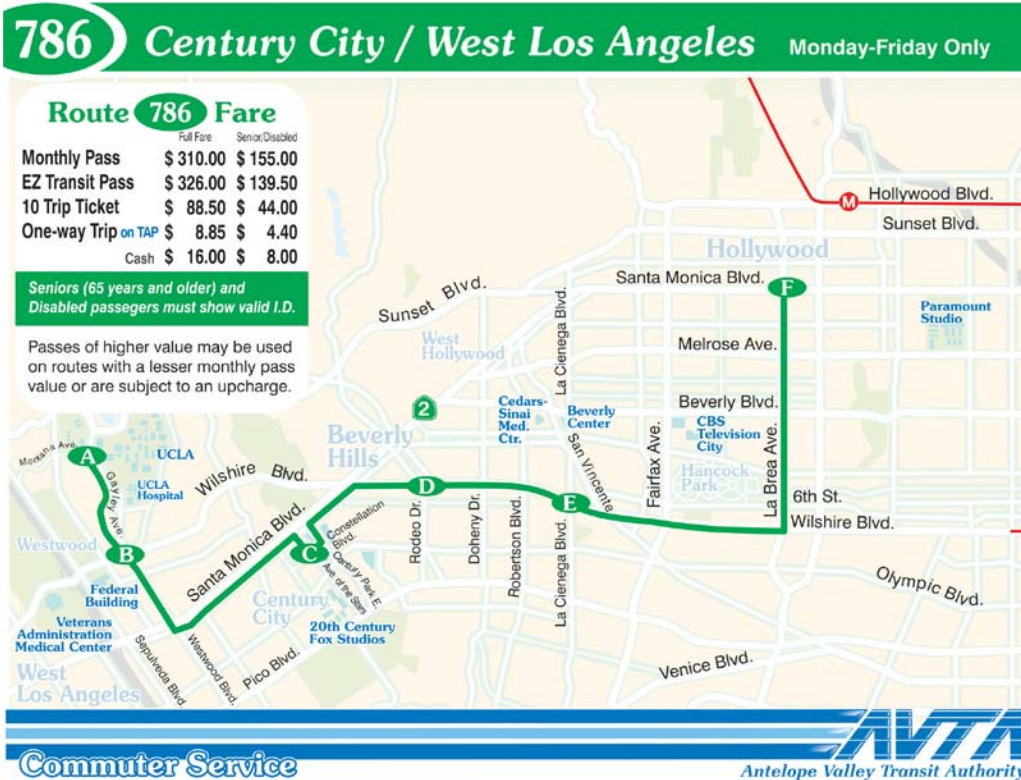 786 Century City / West Los Angeles Monday-Friday Only
Route 786 Fare
Full Fare Senior/Disabled
Monthly Pass $ 310.00 $ 155.00
EZ Transit Pass $ 326.00 $ 139.50
10 Trip Ticket $ 88.50 $ 44.00
One-way Trip on TAP $ 8.85 $ 4.40
Cash $ 16.00 $ 8.00
Seniors (65 years and older) and
Disabled passegers must show valid I.D.
Passes of higher value may be used
on routes with a lesser monthly pass
value or are subject to an upcharge.
M
Hollywood Blvd.
Sunset Blvd.
Hollywood
Santa Monica Blvd.
F
Sunset Blvd.
La Cienega Blvd.
Paramount
Studio
West
Hollywood
Melrose Ave.
2
Cedars-
Sinai
Med.
Ctr.
Beverly
Center
Beverly Blvd.
CBS
Television
City
Beverly
Hills
San Vincente
Fairfax Ave.
La Brea Ave.
Hancock
Park
A
Gayley Ave.
UCLA
UCLA
Hospital
Wilshire Blvd.
D
E
6th St.
Wilshire Blvd.
Santa Monica Blvd.
Constellation
Blvd.
Rodeo Dr.
Doheny Dr.
Robertson Blvd.
La Cienega Blvd.
Westwood
B
C
Century Park E.
Ave. of the Stars
Olympic Blvd.
Federal
Building
Century
City
Veterans
Administration
Medical Center
20th Century
Fox Studios
Sepulveda Blvd.
Westwood Blvd.
Pico Blvd.
Venice Blvd.
West
Los Angeles
AVTA
Commuter Service
Antelope Valley Transit Authority